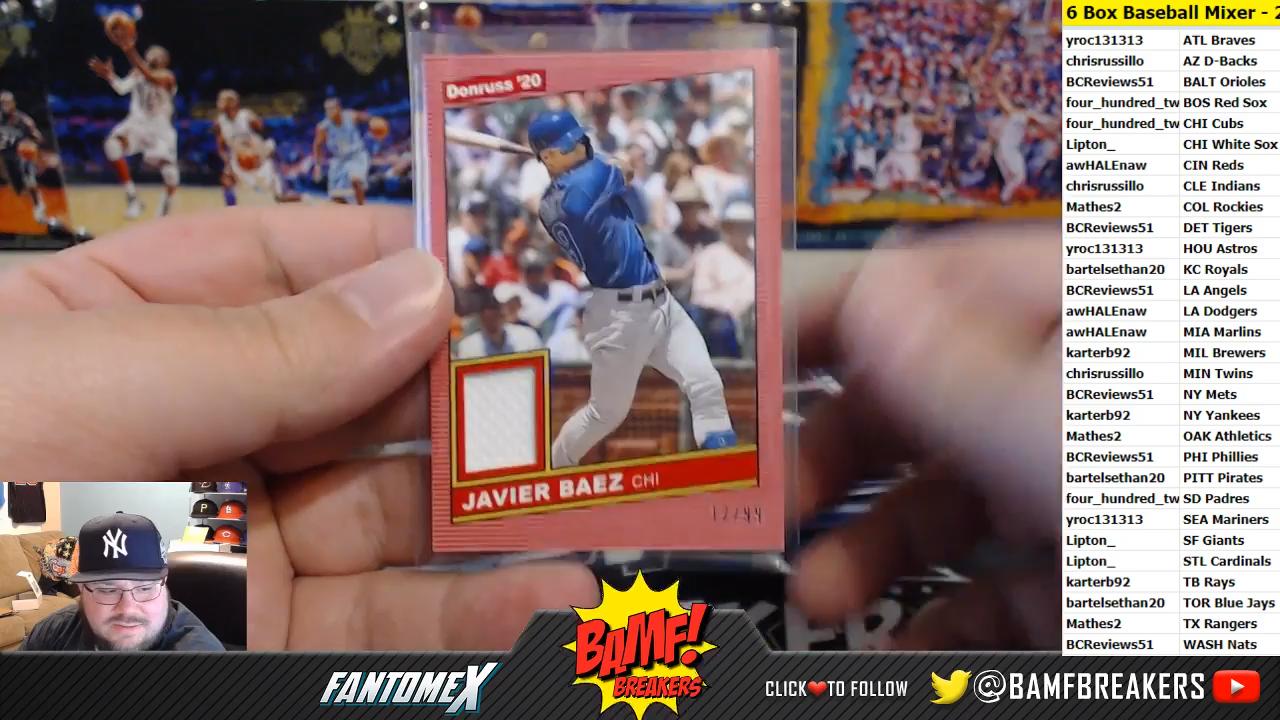 Donruss '20
JAVIER BAEZ CHI
6 Box Baseball Mixer -
yroc131313 ATL Braves
chrisrussillo AZ D-Backs
BCReviews51 BALT Orioles
four_hundred_tw BOS Red Sox
four_hundred_tw CHI Cubs
Lipton_ CHI White Sox
awHALEnaw CIN Reds
chrisrussillo CLE Indians
Mathes2 COL Rockies
BCReviews51 DET Tigers
yroc131313 HOU Astros
bartelsethan20 KC Royals
BCReviews51 LA Angels
awHALEnaw LA Dodgers
awHALEnaw MIA Marlins
karterb92 MIL Brewers
chrisrussillo MIN Twins
BCReviews51 NY Mets
karterb92 NY Yankees
Mathes2 OAK Athletics
BCReviews51 PHI Phillies
bartelsethan20 PITT Pirates
four_hundred_tw SD Padres
yroc131313 SEA Mariners
Lipton_ SF Giants
Lipton_ STL Cardinals
karterb92 TB Rays
bartelsethan20 TOR Blue Jays
Mathes2 TX Rangers
BCReviews51 WASH Nats
NY
P
FANTOMEX
BAMF!
BREAKERS
CLICK❤TO FOLLOW
@BAMFBREAKERS